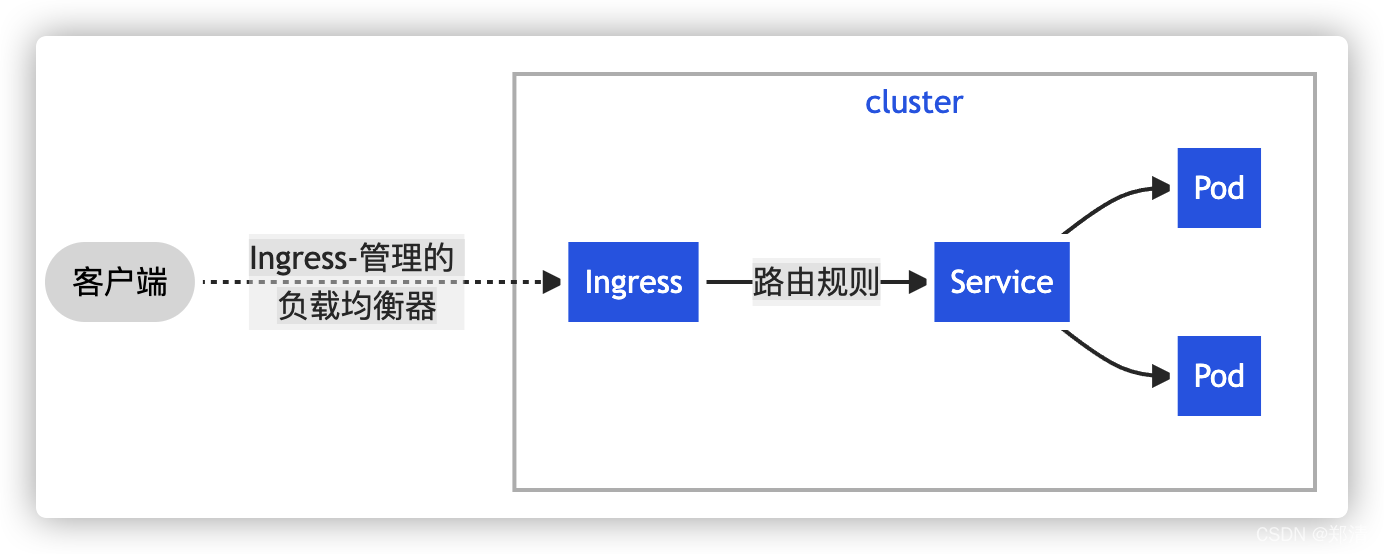 cluster
Pod
客户端
Ingress-管理的
负载均衡器
Ingress
路由规则
Service
Pod
CSDN @郑